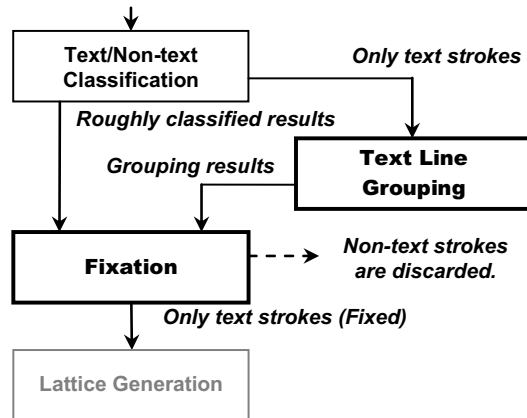 Text/Non-text
Classification
Only text strokes
Roughly classified results
Text Line
Grouping
Grouping results
Fixation
Non-text strokes
are discarded.
Only text strokes (Fixed)
Lattice Generation